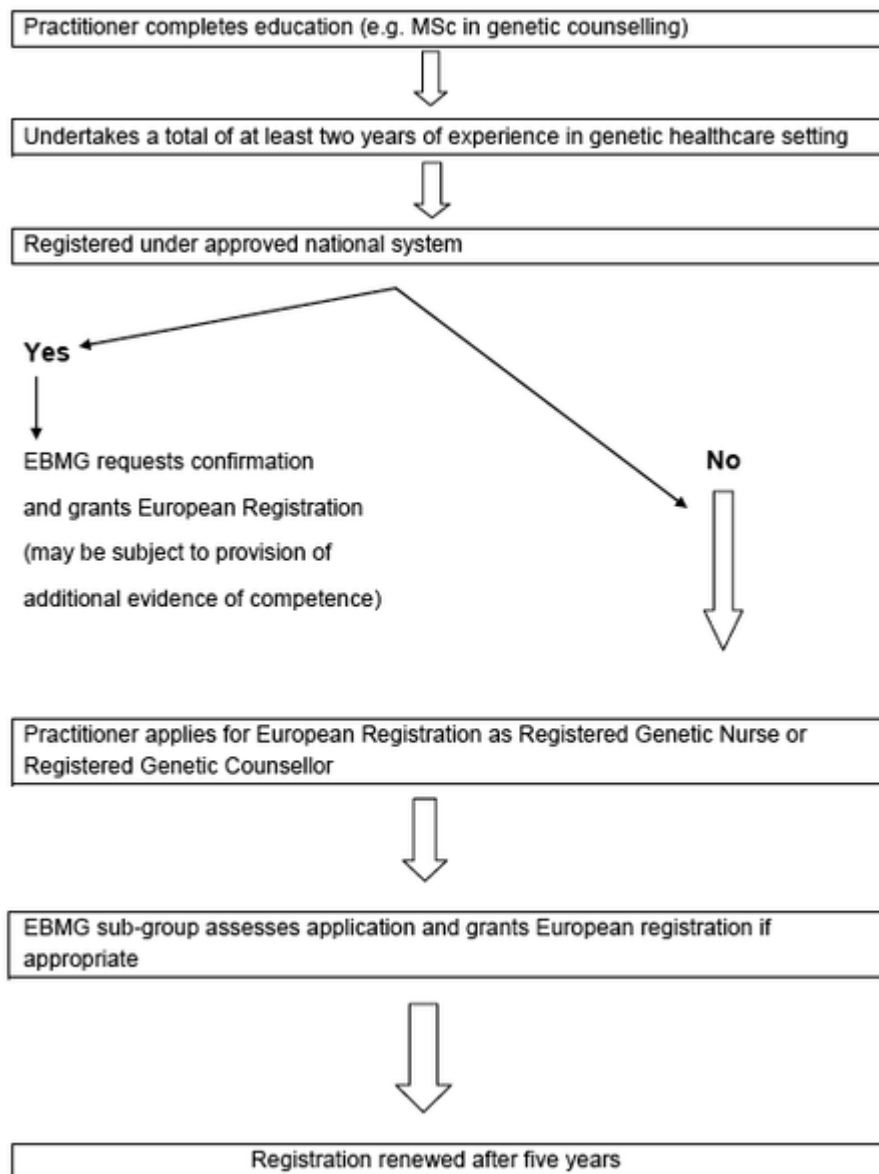 Practitioner completes education (e.g. MSc in genetic counselling)
Undertakes a total of at least two years of experience in genetic healthcare setting
Registered under approved national system
Yes
EBMG requests confirmation
and grants European Registration
(may be subject to provision of
additional evidence of competence)
No
Practitioner applies for European Registration as Registered Genetic Nurse or
Registered Genetic Counsellor
EBMG sub-group assesses application and grants European registration if
appropriate
Registration renewed after five years